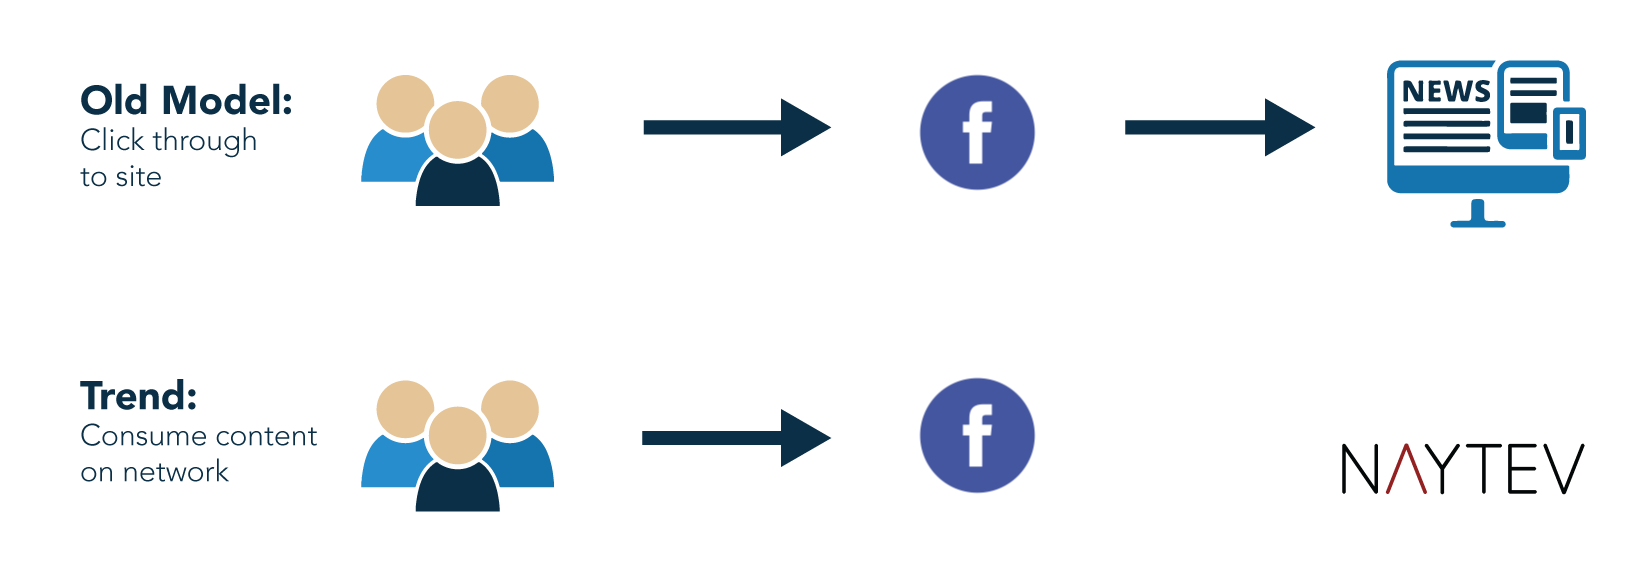 Old Model:
Click through
to site
f
NEWS
Trend:
Consume content
on network
f
NAYTEV